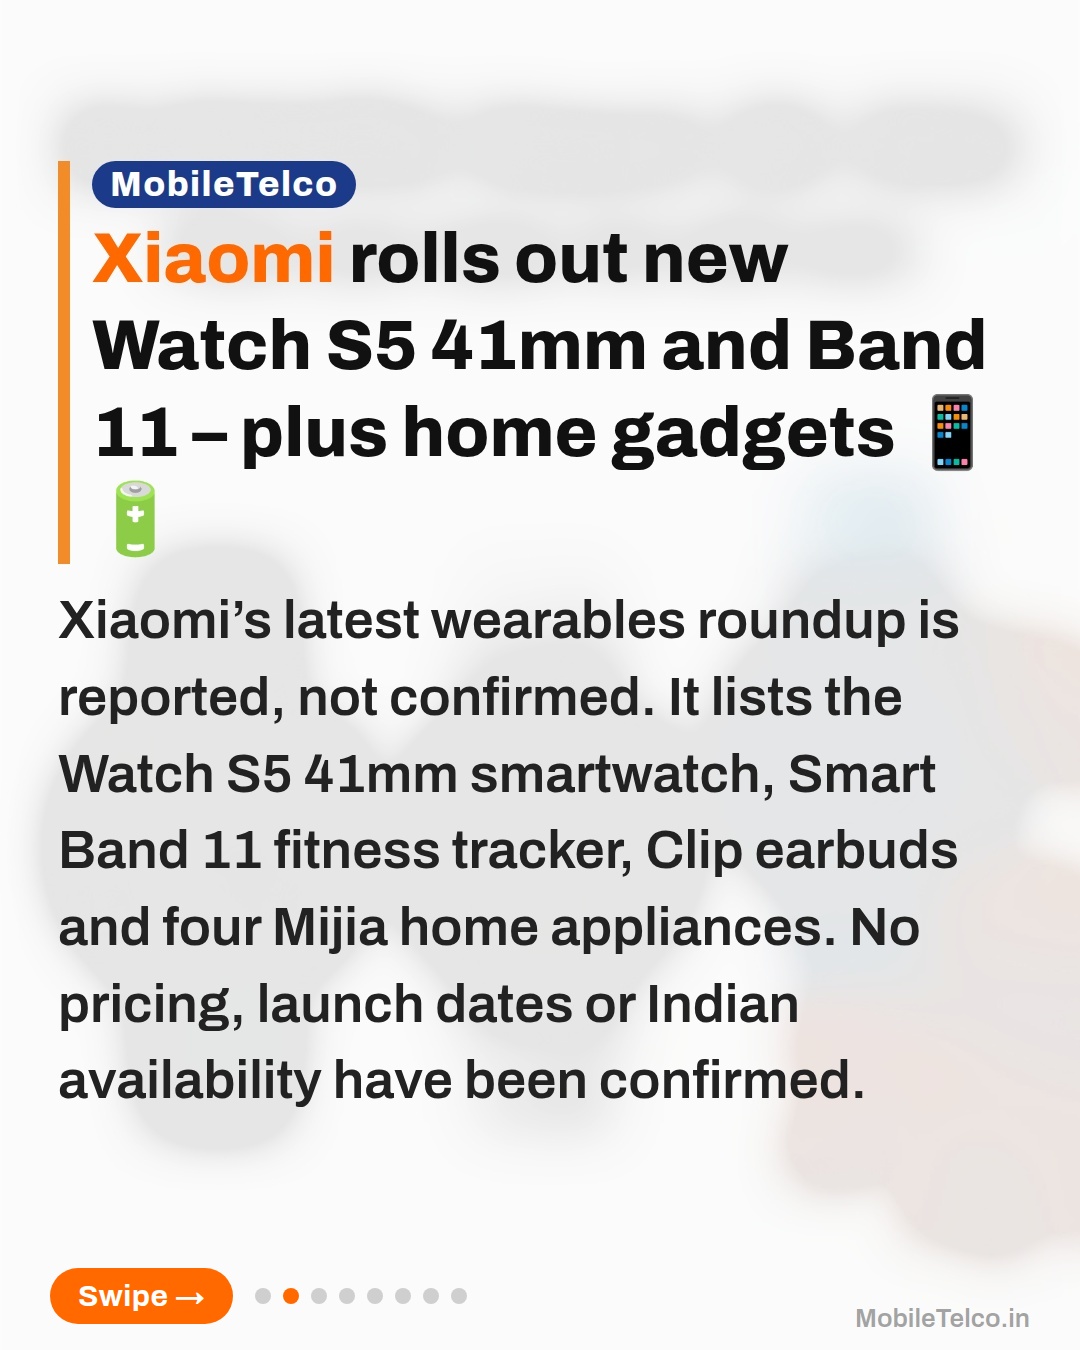 MobileTelco
Xiaomi rolls out new
Watch S5 41mm and Band
11 – plus home gadgets 📱
🔋
Xiaomi’s latest wearables roundup is
reported, not confirmed. It lists the
Watch S5 41mm smartwatch, Smart
Band 11 fitness tracker, Clip earbuds
and four Mijia home appliances. No
pricing, launch dates or Indian
availability have been confirmed.
Swipe →
MobileTelco.in